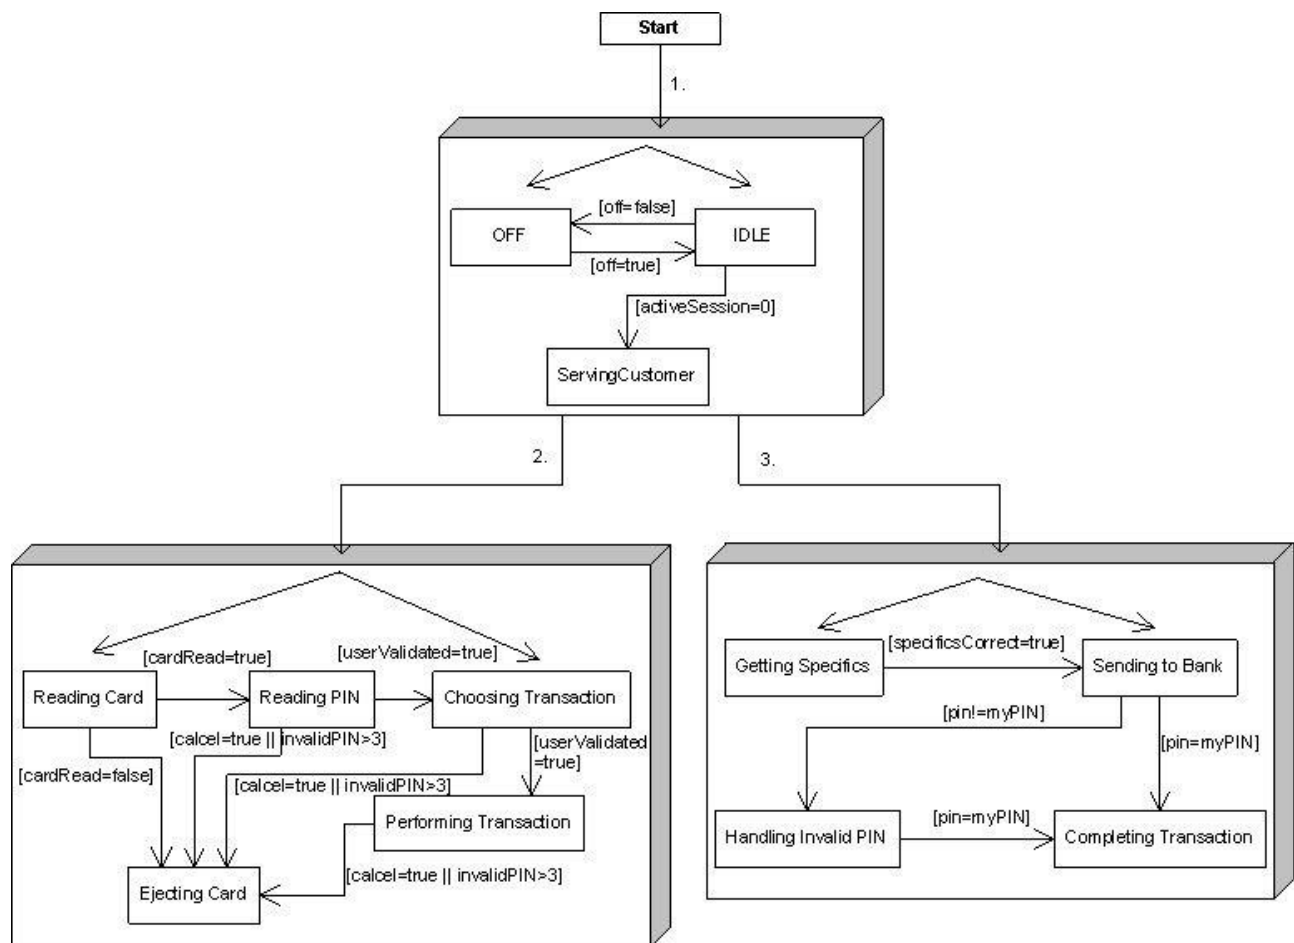 Start
1.
[off=false]
OFF
IDLE
[off=true]
[activeSession=0]
ServingCustomer
2.
3.
[cardRead=true]
[userValidated=true]
Reading Card
Reading PIN
Choosing Transaction
[calcel=true || invalidPIN>3]
[userValidated
=true]
[cardRead=false]
[calcel=true || invalidPIN>3]
Performing Transaction
[calcel=true || invalidPIN>3]
Ejecting Card
[specificsCorrect=true]
Getting Specifics
Sending to Bank
[pin!=myPIN]
[pin=myPIN]
[pin=myPIN]
Handling Invalid PIN
Completing Transaction